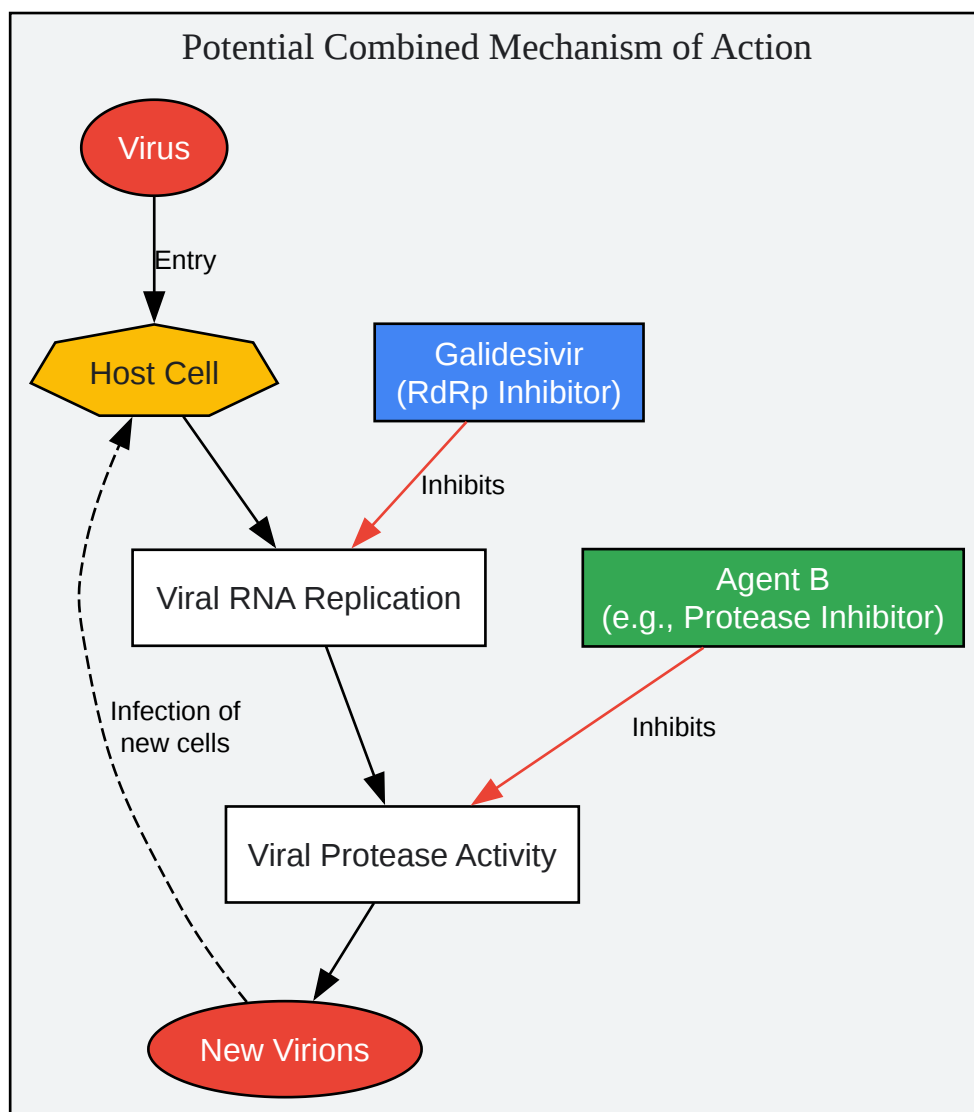 Potential Combined Mechanism of Action
Virus
Entry
Host Cell
Galidesivir
(RdRp Inhibitor)
Inhibits
Viral RNA Replication
Agent B
(e.g., Protease Inhibitor)
Infection of
new cells
Inhibits
Viral Protease Activity
New Virions